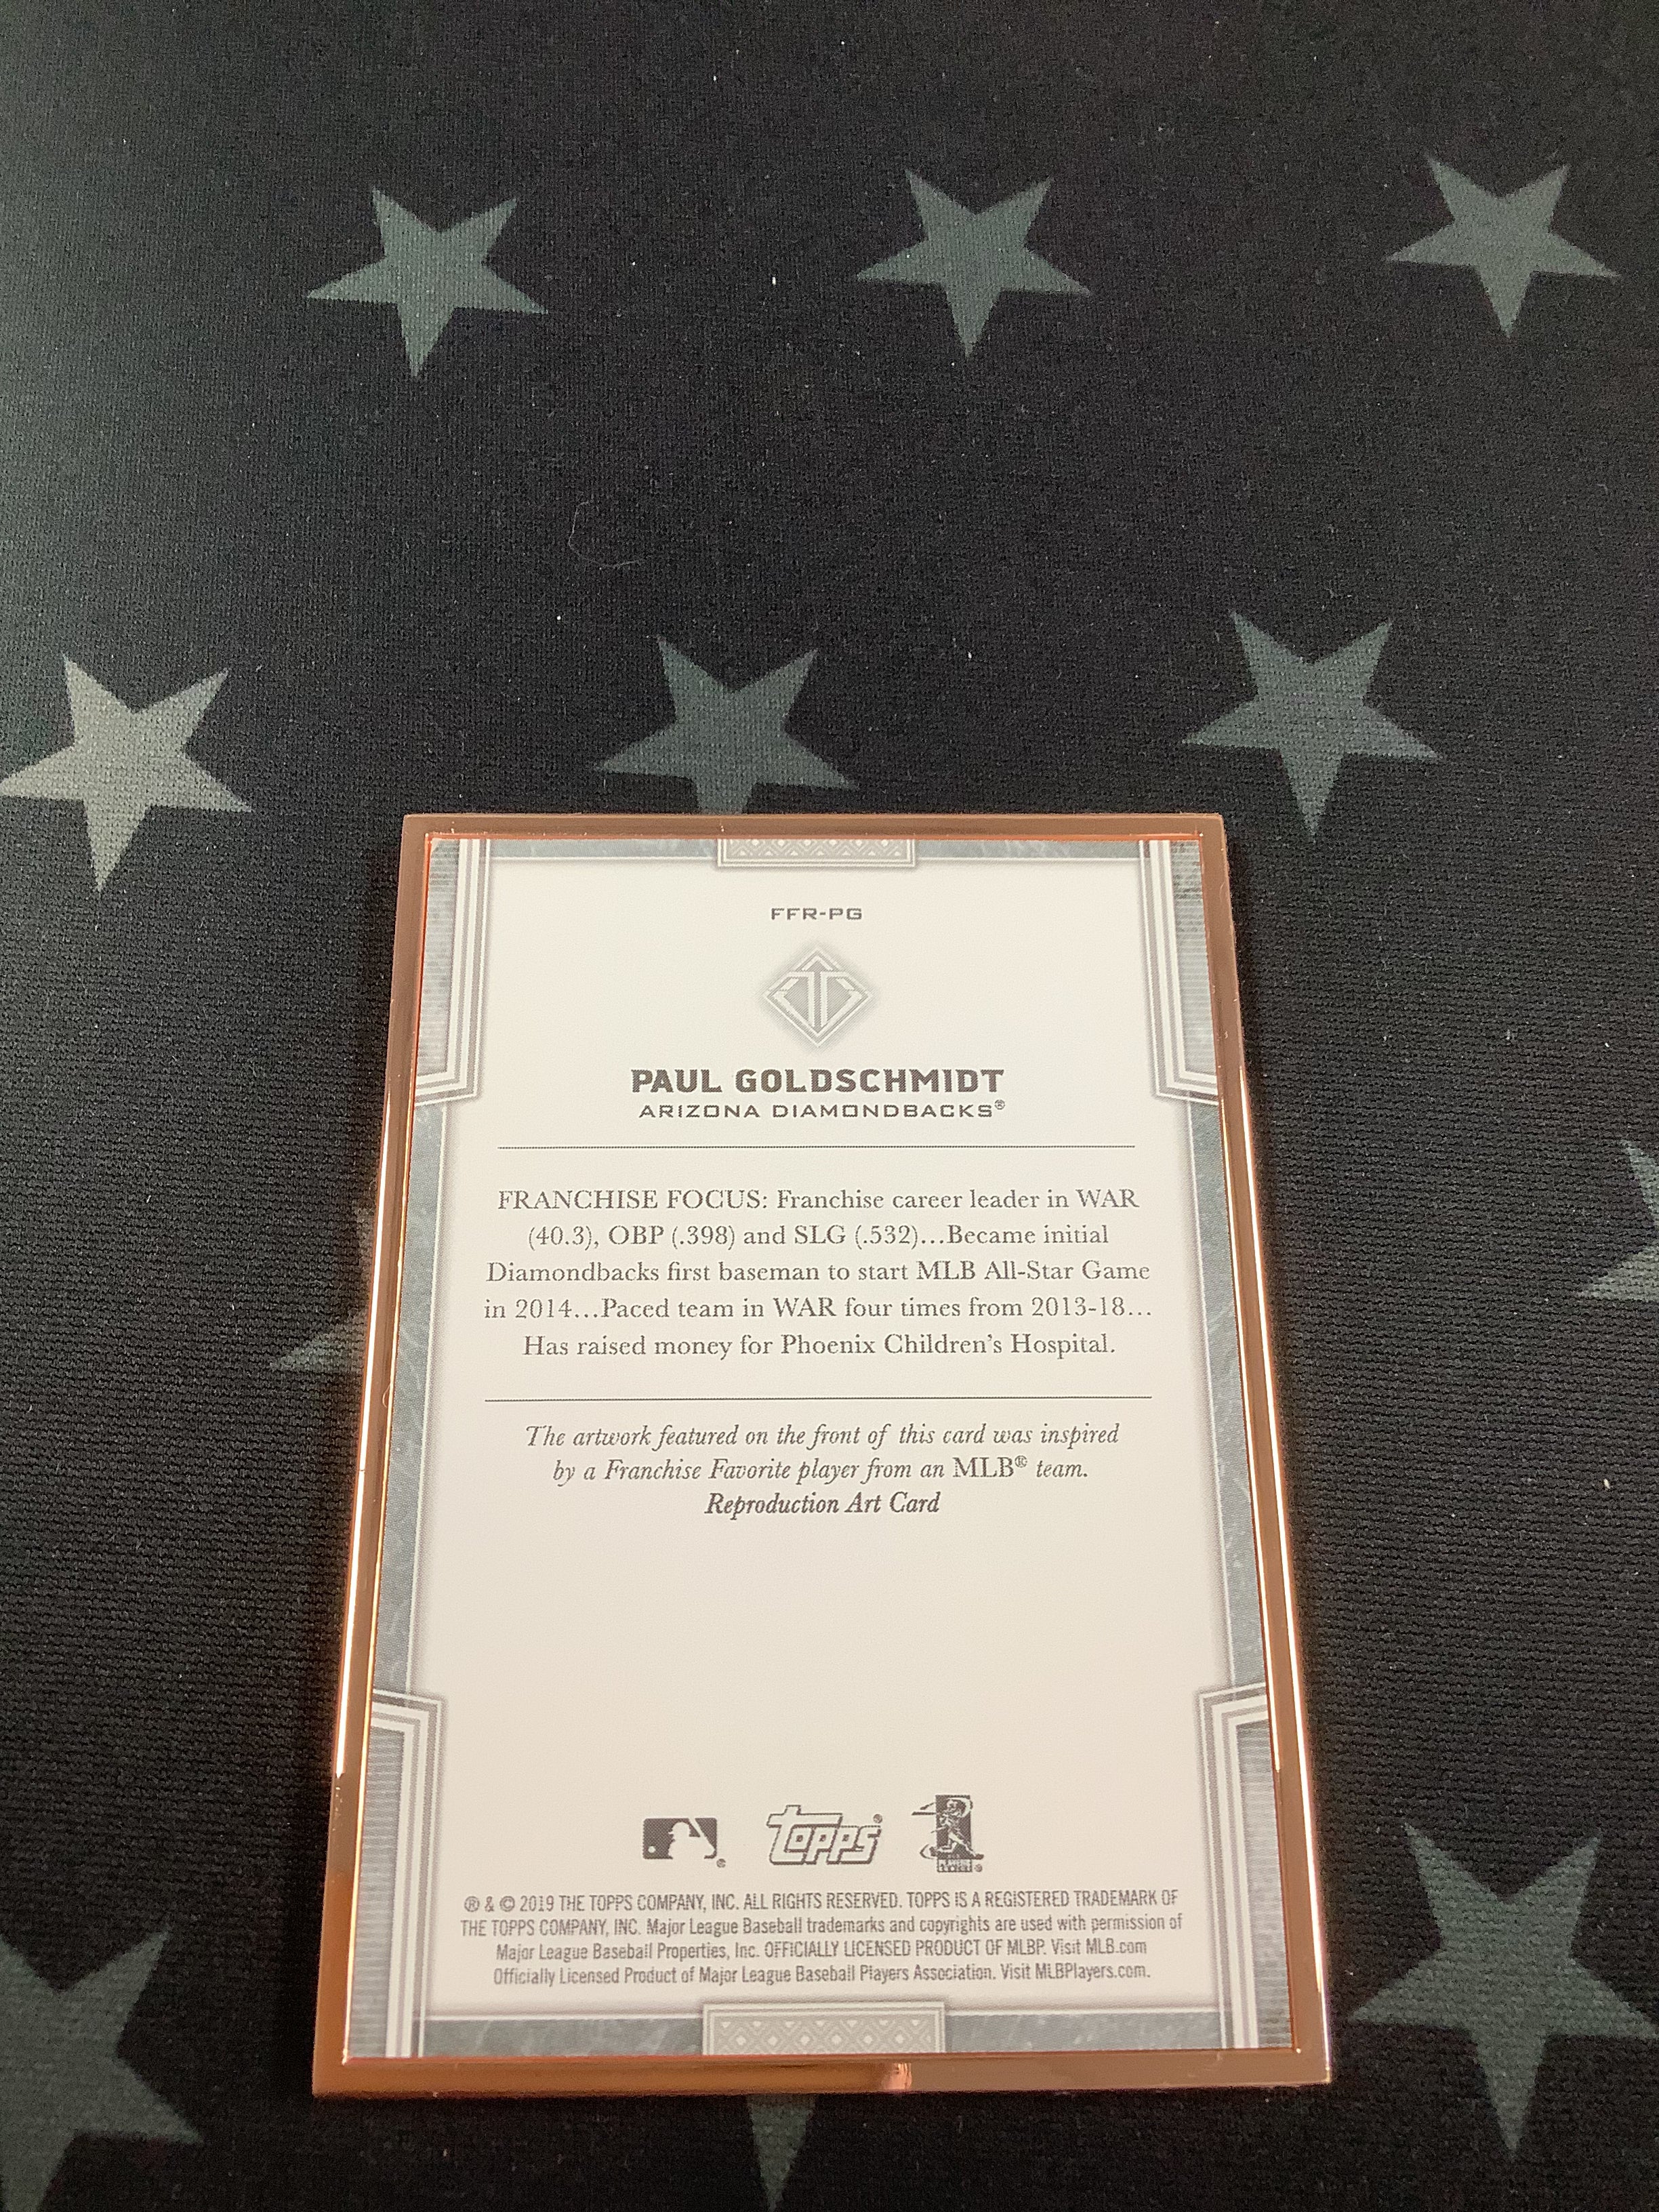 FFR-PG
PAUL GOLDSCHMIDT
ARIZONA DIAMONDBACKS®
FRANCHISE FOCUS: Franchise career leader in WAR
(40.3), OBP (.398) and SLG (.532)...Became initial
Diamondbacks first baseman to start MLB All-Star Game
in 2014...Paced team in WAR four times from 2013-18...
Has raised money for Phoenix Children's Hospital.
The artwork featured on the front of this card was inspired
by a Franchise Favorite player from an MLB® team.
Reproduction Art Card
® Topps® PLAYERS CHOICE ®
® & © 2019 THE TOPPS COMPANY, INC. ALL RIGHTS RESERVED. TOPPS IS A REGISTERED TRADEMARK OF
THE TOPPS COMPANY, INC. Major League Baseball trademarks and copyrights are used with permission of
Major League Baseball Properties, Inc. OFFICIALLY LICENSED PRODUCT OF MLBP. Visit MLB.com
Officially Licensed Product of Major League Baseball Players Association. Visit MLBPlayers.com.